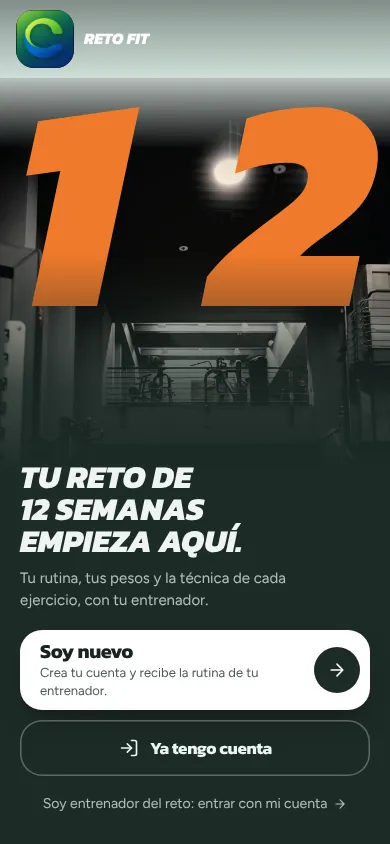 RETO FIT
12
TU RETO DE
12 SEMANAS
EMPIEZA AQUÍ.
Tu rutina, tus pesos y la técnica de cada
ejercicio, con tu entrenador.
Soy nuevo
Crea tu cuenta y recibe la rutina de tu
entrenador.
Ya tengo cuenta
Soy entrenador del reto: entrar con mi cuenta →